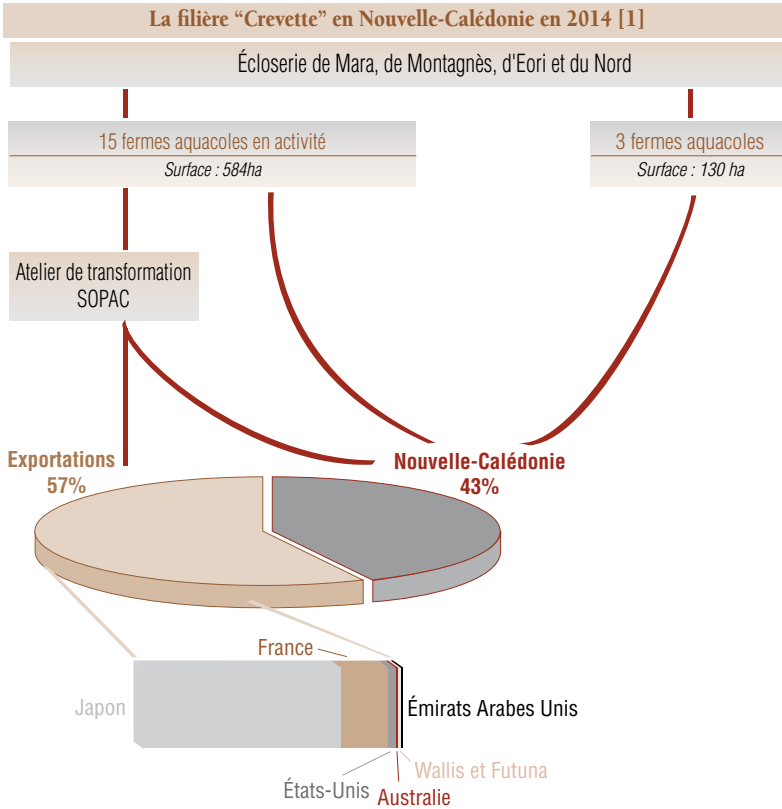 La filière “Crevette” en Nouvelle-Calédonie en 2014 [1]
Écloserie de Mara, de Montagnès, d'Eori et du Nord
15 fermes aquacoles en activité
Surface : 584ha
3 fermes aquacoles
Surface : 130 ha
Atelier de transformation
SOPAC
Exportations
57%
Nouvelle-Calédonie
43%
France
Japon
Émirats Arabes Unis
Wallis et Futuna
États-Unis
Australie